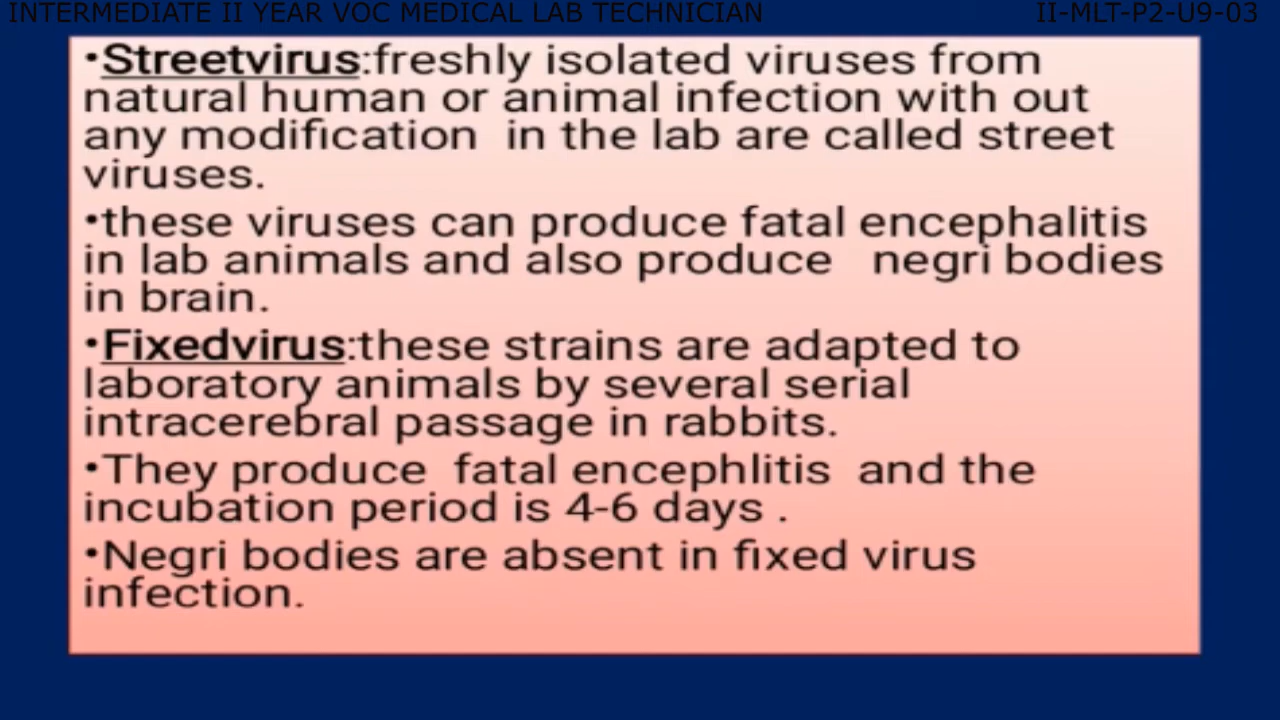 INTERMEDIATE II YEAR VOC MEDICAL LAB TECHNICIAN II-MLT-P2-U9-03
•Streetvirus:freshly isolated viruses from
natural human or animal infection with out
any modification in the lab are called street
viruses.
•these viruses can produce fatal encephalitis
in lab animals and also produce negri bodies
in brain.
•Fixedvirus:these strains are adapted to
laboratory animals by several serial
intracerebral passage in rabbits.
•They produce fatal encephlitis and the
incubation period is 4-6 days .
•Negri bodies are absent in fixed virus
infection.